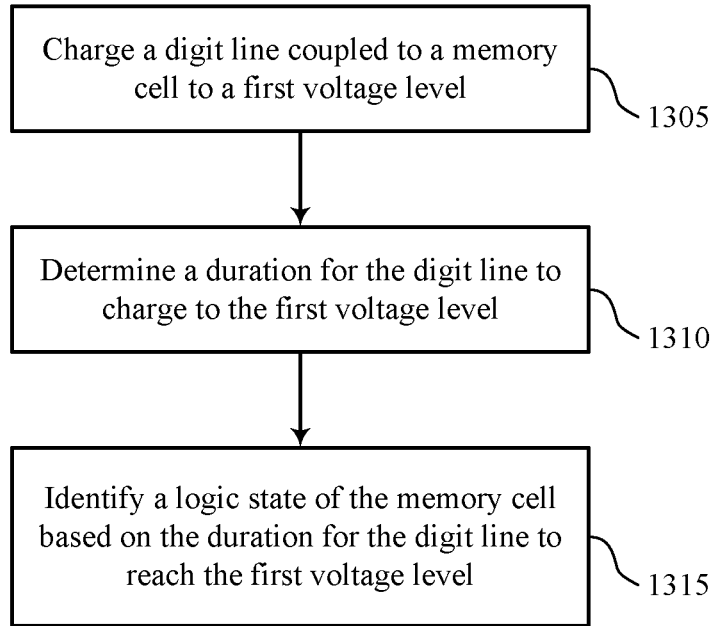 Charge a digit line coupled to a memory
cell to a first voltage level
1305
Determine a duration for the digit line to
charge to the first voltage level
1310
Identify a logic state of the memory cell
based on the duration for the digit line to
reach the first voltage level
1315